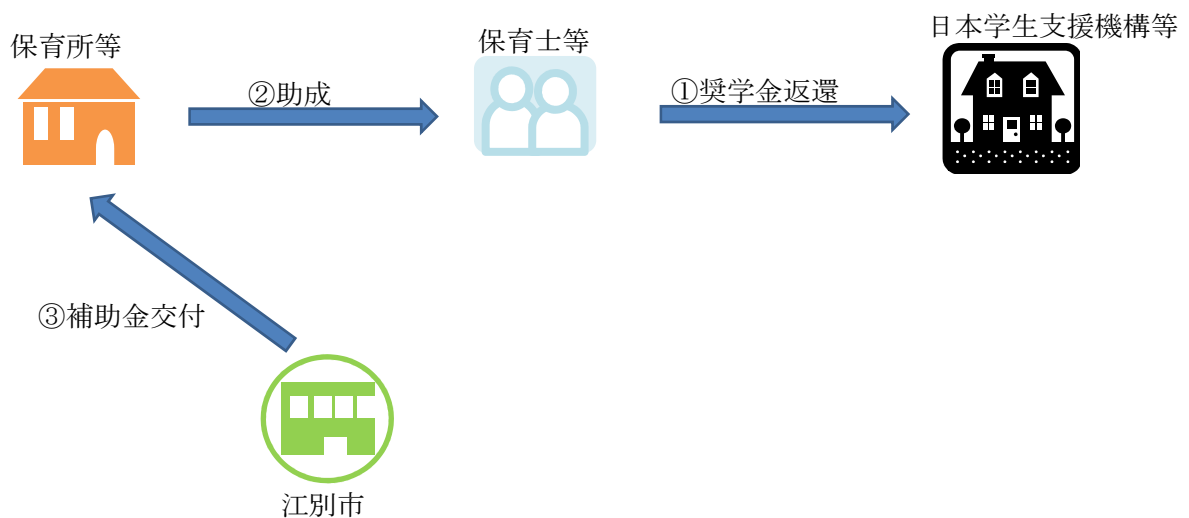 保育所等
保育士等
日本学生支援機構等
②助成
①奨学金返還
③補助金交付
江別市